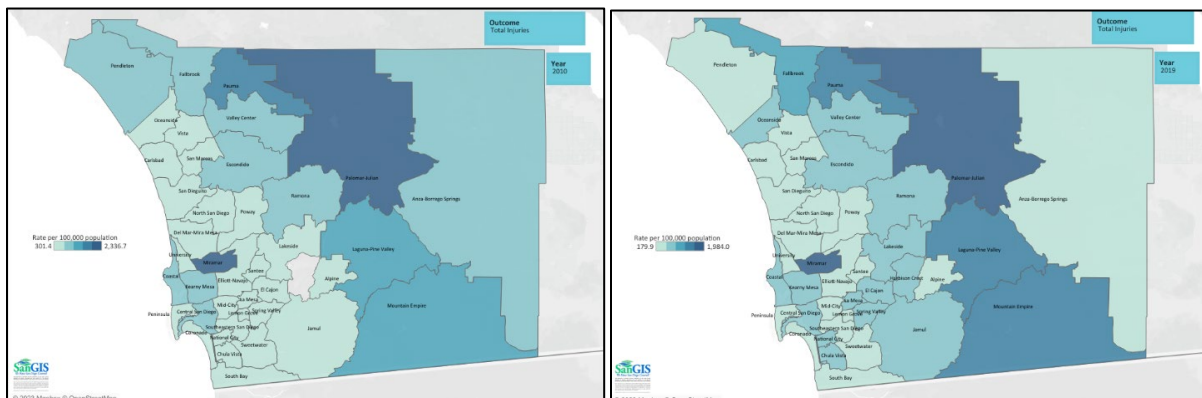 Outcome
Total Injuries
Year
2010
Pendleton
Fallbrook
Pauma
Oceanside
Vista
Valley Center
Carlsbad
San Marcos
Escondido
Palomar-Julian
San Dieguito
Ramona
Anza-Borrego Springs
North San Diego
Poway
Del Mar-Mira Mesa
Rate per 100,000 population
301.4
2,336.7
University
Miramar
Lakeside
Laguna-Pine Valley
Coastal
Kearny Mesa
Elliott-Navajo
Santee
Alpine
El Cajon
La Mesa
Mountain Empire
Mid-City
Peninsula
Central San Diego
Lemon Grove
Spring Valley
Southeastern San Diego
Jamul
Coronado
National City
Sweetwater
Chula Vista
South Bay
SanGIS
Outcome
Total Injuries
Year
2019
Pendleton
Fallbrook
Pauma
Oceanside
Vista
Valley Center
Carlsbad
San Marcos
Escondido
Palomar-Julian
San Dieguito
Ramona
Anza-Borrego Springs
North San Diego
Poway
Del Mar-Mira Mesa
Rate per 100,000 population
179.9
1,984.0
University
Miramar
Lakeside
Laguna-Pine Valley
Coastal
Kearny Mesa
Elliott-Navajo
Santee
Harbison Crest
Alpine
El Cajon
La Mesa
Mountain Empire
Mid-City
Peninsula
Central San Diego
Lemon Grove
Spring Valley
Southeastern San Diego
Jamul
Coronado
National City
Sweetwater
Chula Vista
South Bay
SanGIS